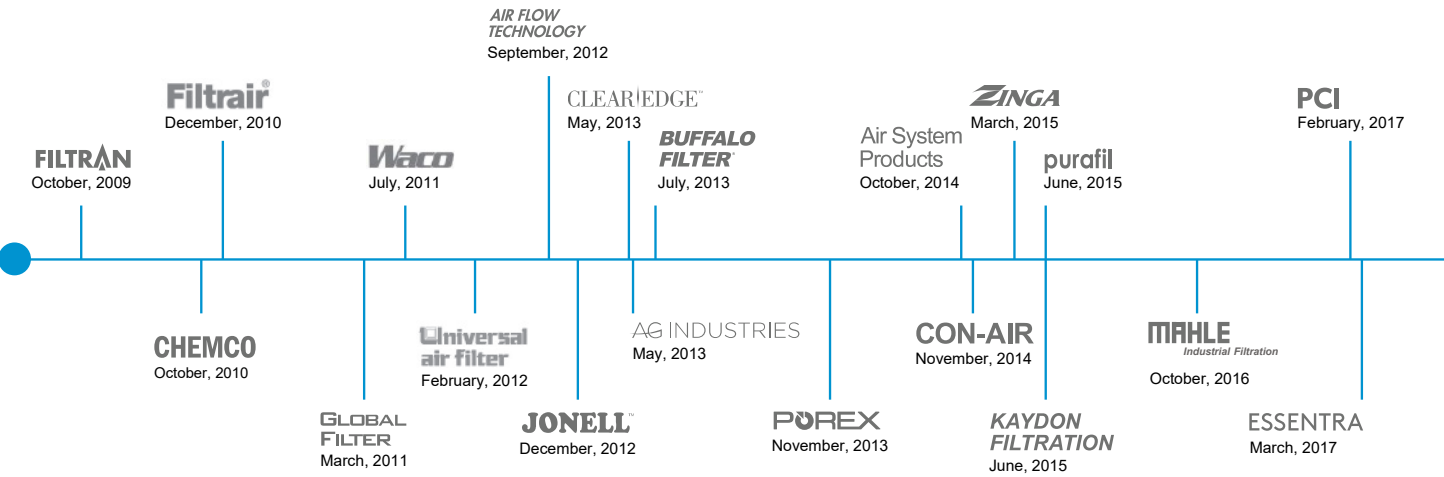 AIR FLOW
TECHNOLOGY
September, 2012
Filtrair®
December, 2010
CLEAR EDGE™
May, 2013
ZINGA
March, 2015
PCI
February, 2017
FILTRAN
October, 2009
Waco
July, 2011
BUFFALO
FILTER
July, 2013
Air System
Products
October, 2014
purafil
June, 2015
CHEMCO
October, 2010
Universal
air filter
February, 2012
AG INDUSTRIES
May, 2013
CON-AIR
November, 2014
MAHLE
Industrial Filtration
October, 2016
GLOBAL
FILTER
March, 2011
JONELL™
December, 2012
POREX
November, 2013
KAYDON
FILTRATION
June, 2015
ESSENTRA
March, 2017